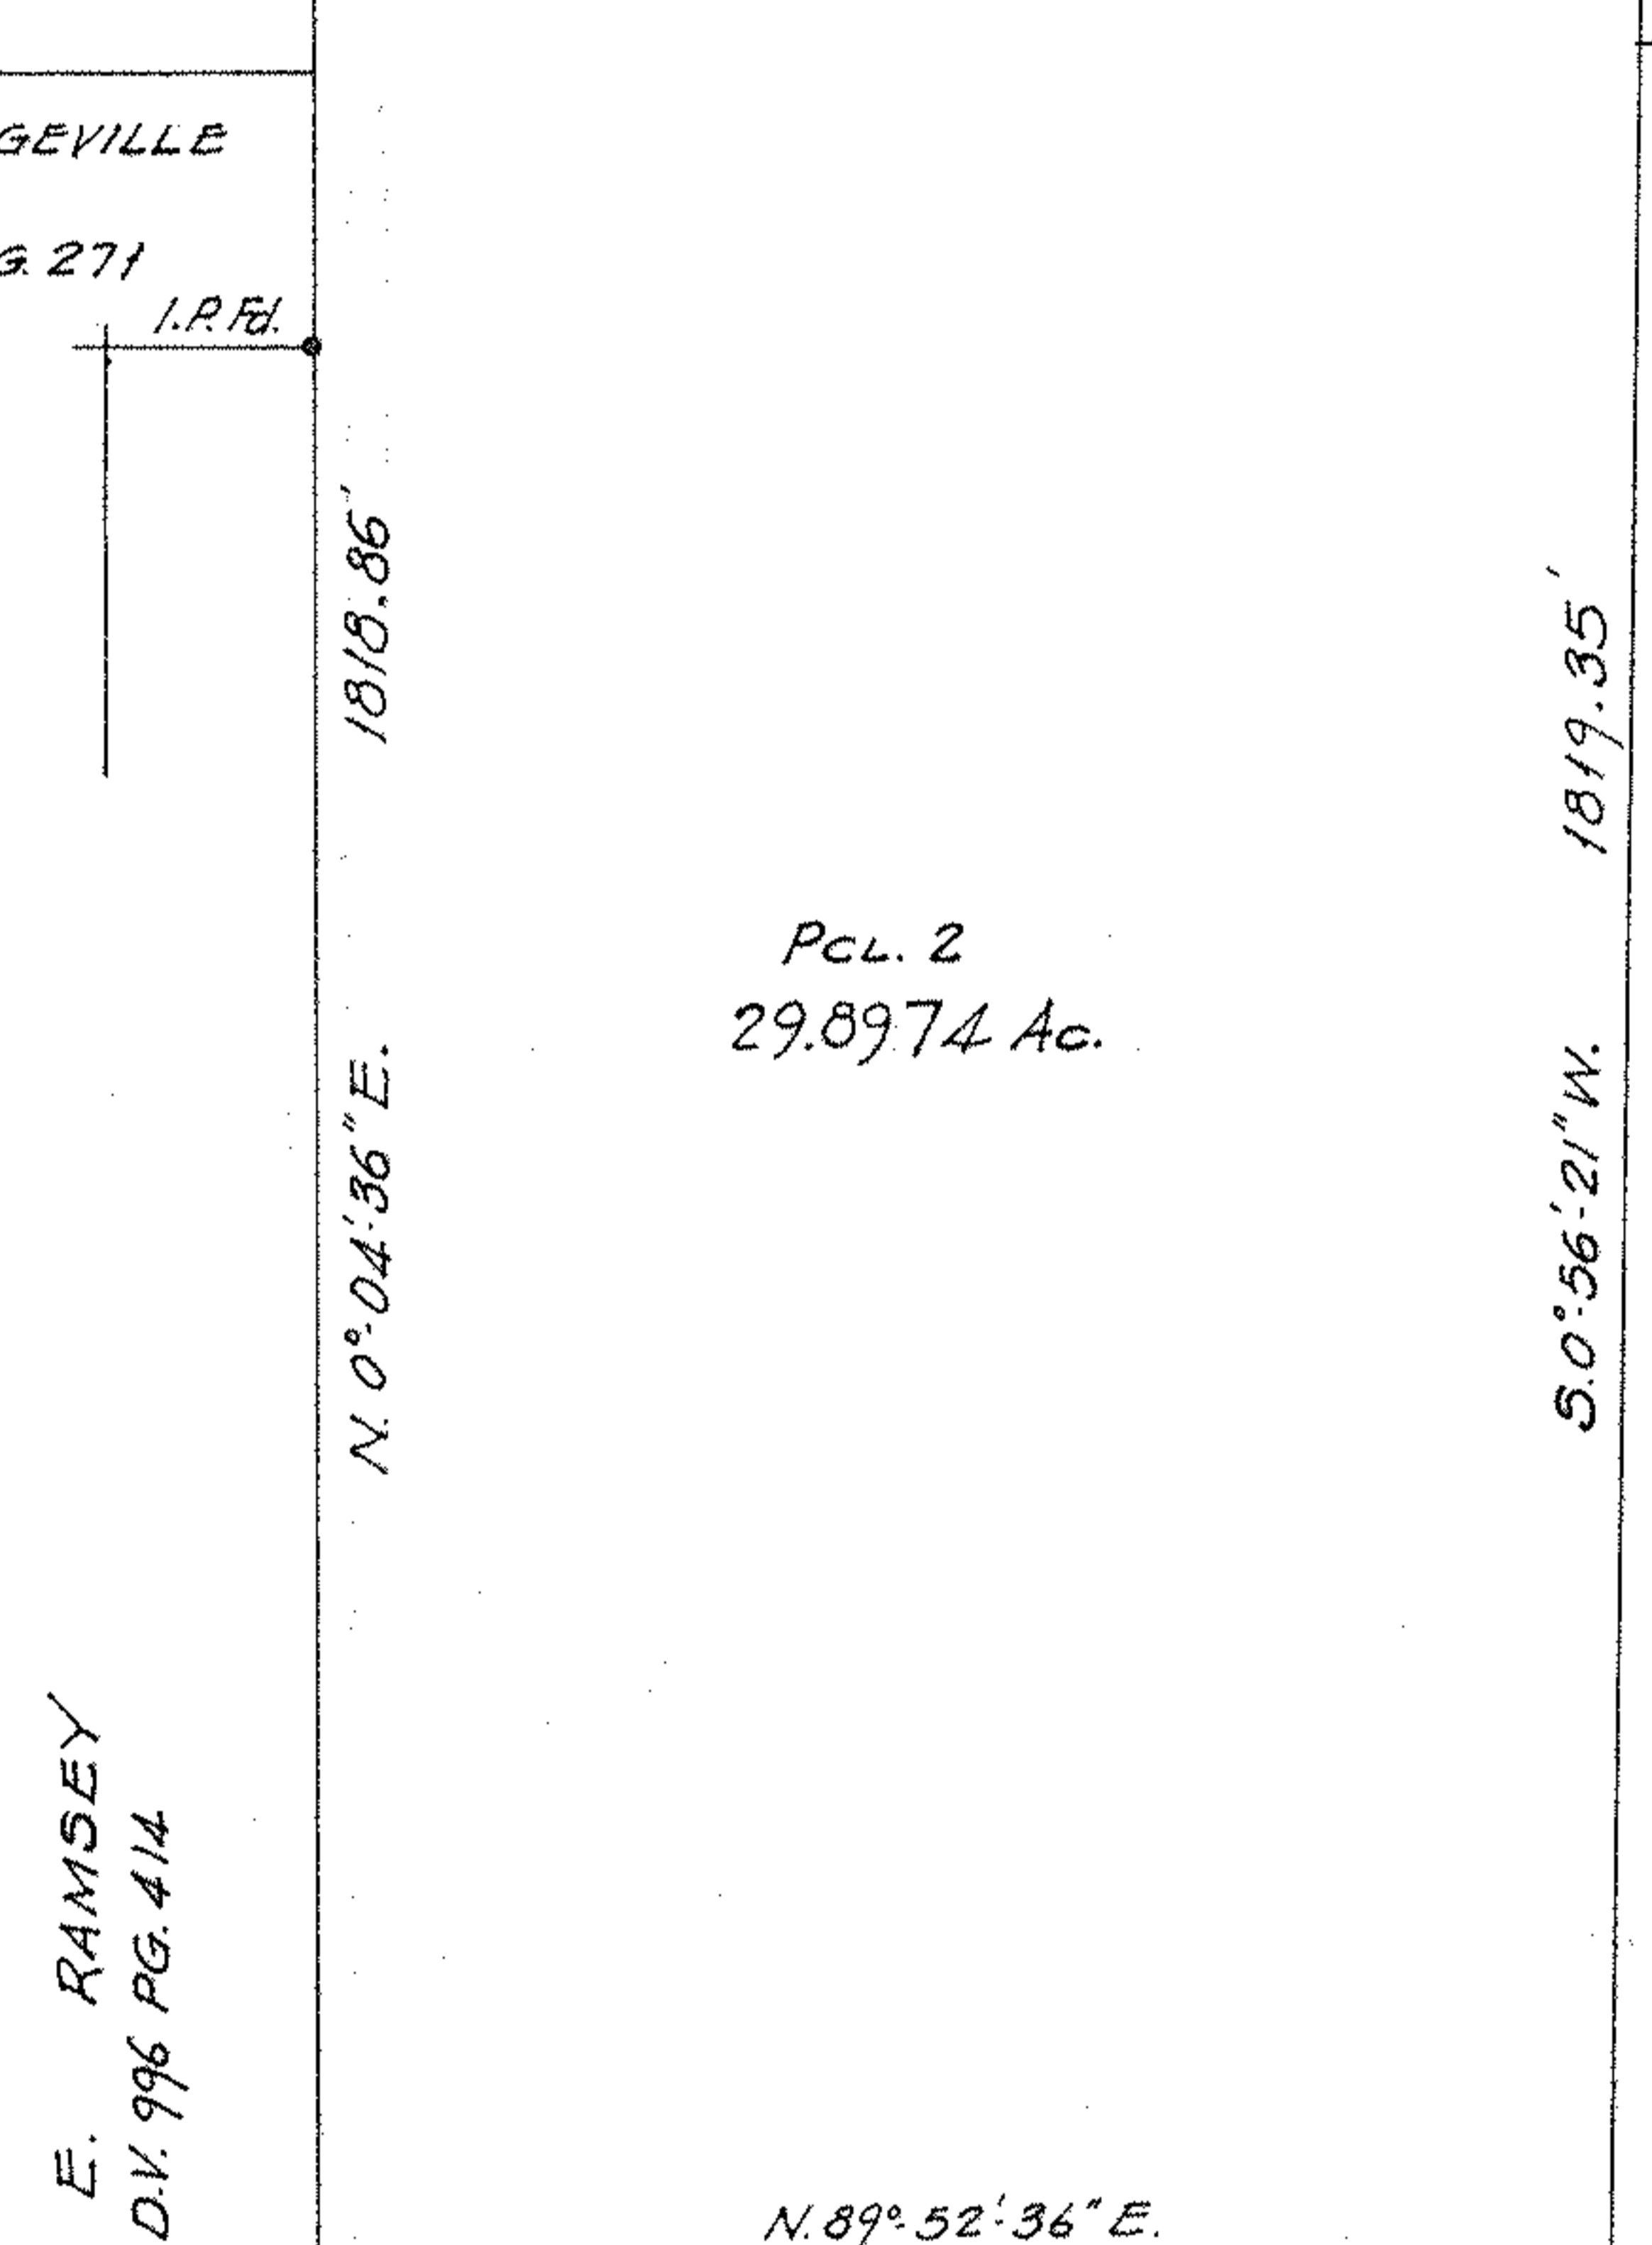 GEVILLE
G. 271
I.P. Fd.
1818.86'
1819.35'
PCL. 2
29.8974 Ac.
N. 0°-04'-36" E.
S. 0°-56'-21" W.
E. RAMSEY
D.V. 996 PG. 414
N. 89°-52'-36" E.